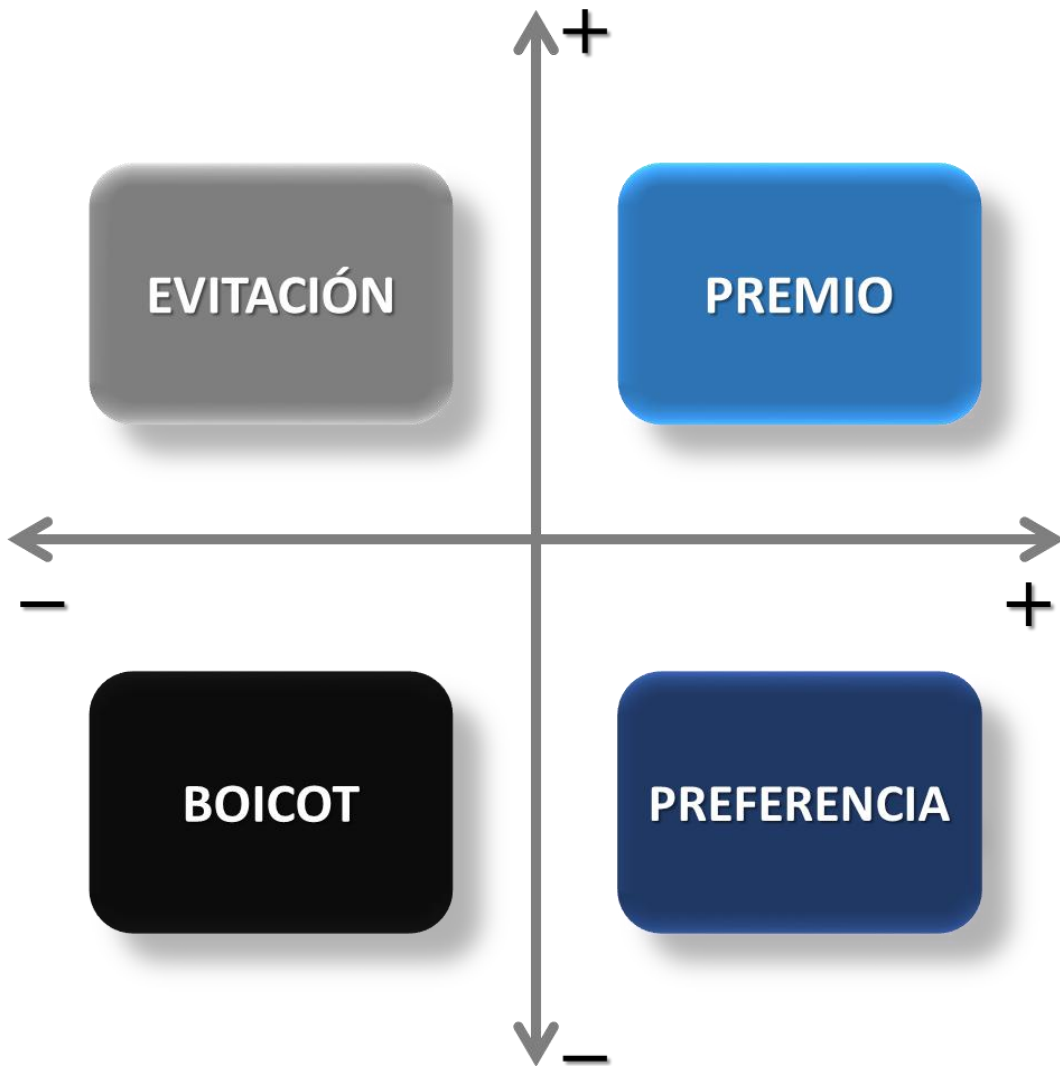 +
EVITACIÓN
PREMIO
–
+
BOICOT
PREFERENCIA
–